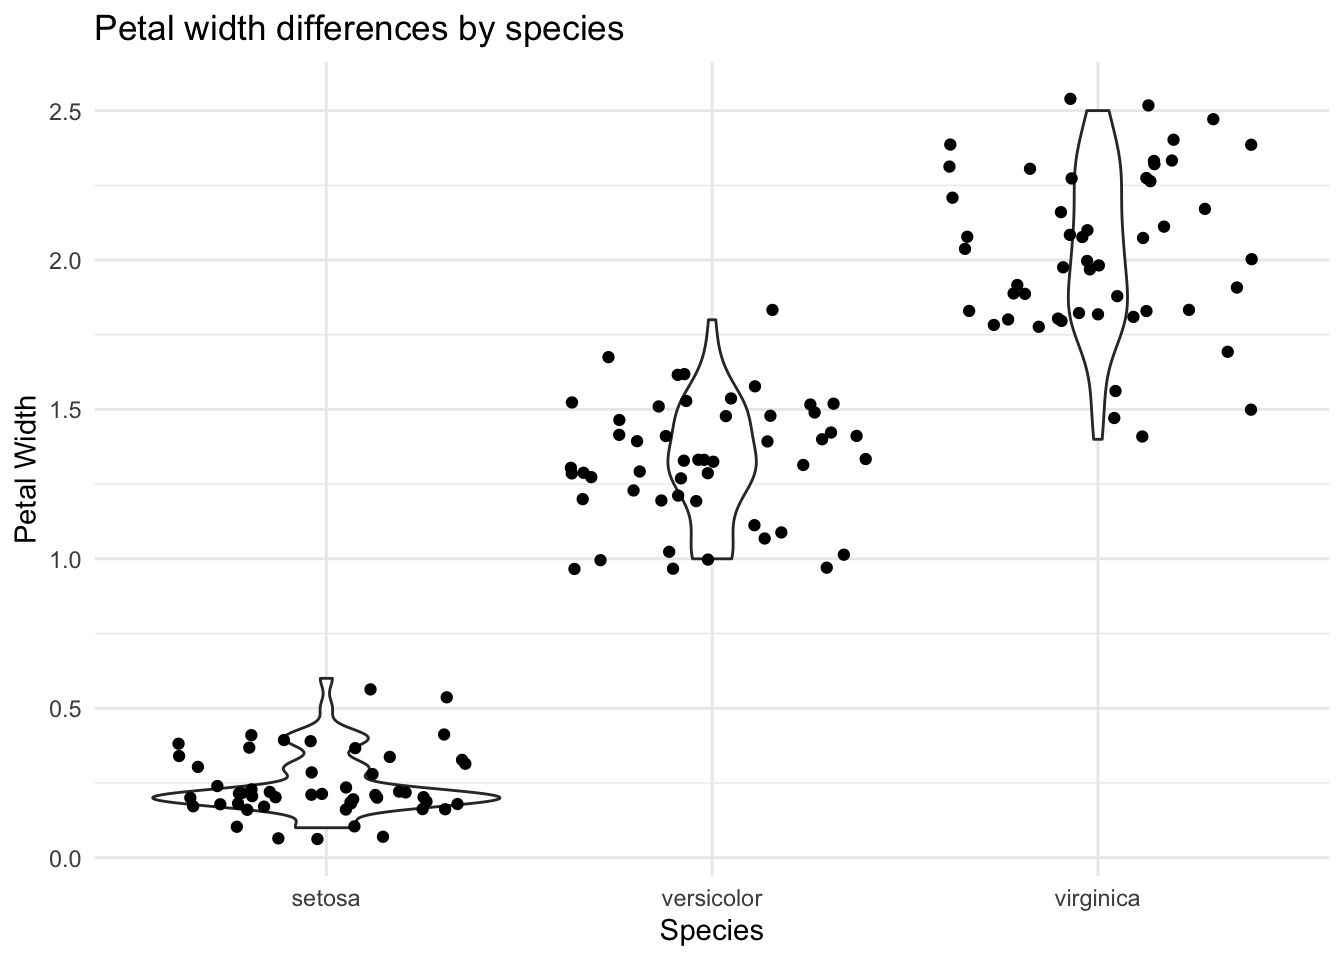 Petal width differences by species
2.5
2.0
1.5
1.0
0.5
0.0
Petal Width
setosa versicolor virginica
Species